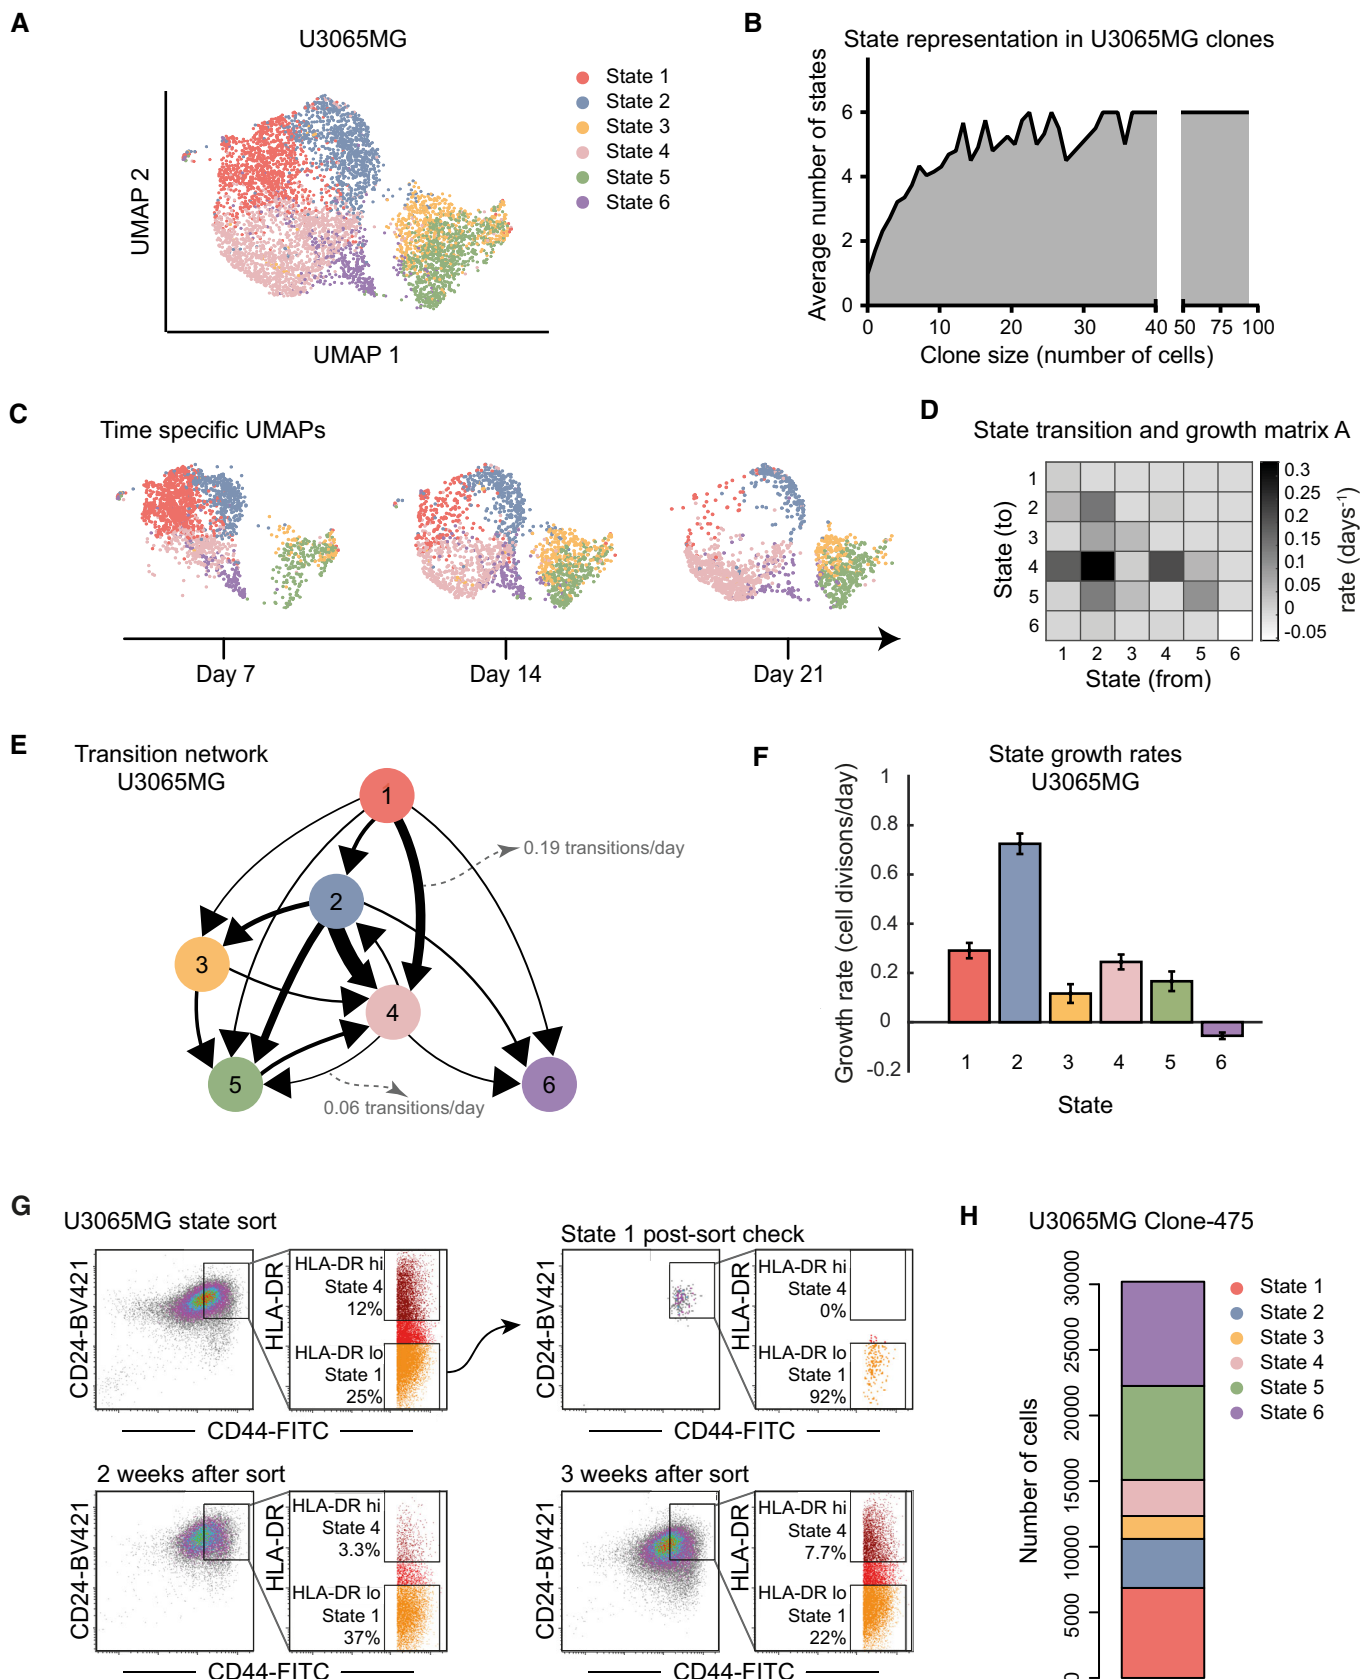 A
U3065MG
State 1
State 2
State 3
State 4
State 5
State 6
UMAP 2
UMAP 1
B
State representation in U3065MG clones
Average number of states
6
4
2
0
0 10 20 30 40 50 75 100
Clone size (number of cells)
C
Time specific UMAPs
Day 7
Day 14
Day 21
D
State transition and growth matrix A
State (to)
1
2
3
4
5
6
1 2 3 4 5 6
State (from)
0.3
0.25
0.2
0.15
0.1
0.05
0
-0.05
rate (days⁻¹)
E
Transition network
U3065MG
1
2
3
4
5
6
0.19 transitions/day
0.06 transitions/day
F
State growth rates
U3065MG
Growth rate (cell divisons/day)
1
0.8
0.6
0.4
0.2
0
-0.2
1 2 3 4 5 6
State
G
U3065MG state sort
CD24-BV421
HLA-DR
HLA-DR hi
State 4
12%
HLA-DR lo
State 1
25%
CD44-FITC
State 1 post-sort check
CD24-BV421
HLA-DR
HLA-DR hi
State 4
0%
HLA-DR lo
State 1
92%
CD44-FITC
2 weeks after sort
CD24-BV421
HLA-DR
HLA-DR hi
State 4
3.3%
HLA-DR lo
State 1
37%
CD44-FITC
3 weeks after sort
CD24-BV421
HLA-DR
HLA-DR hi
State 4
7.7%
HLA-DR lo
State 1
22%
CD44-FITC
H
U3065MG Clone-475
Number of cells
30000
25000
20000
15000
10000
5000
0
State 1
State 2
State 3
State 4
State 5
State 6